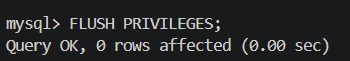 mysql> FLUSH PRIVILEGES;
Query OK, 0 rows affected (0.00 sec)